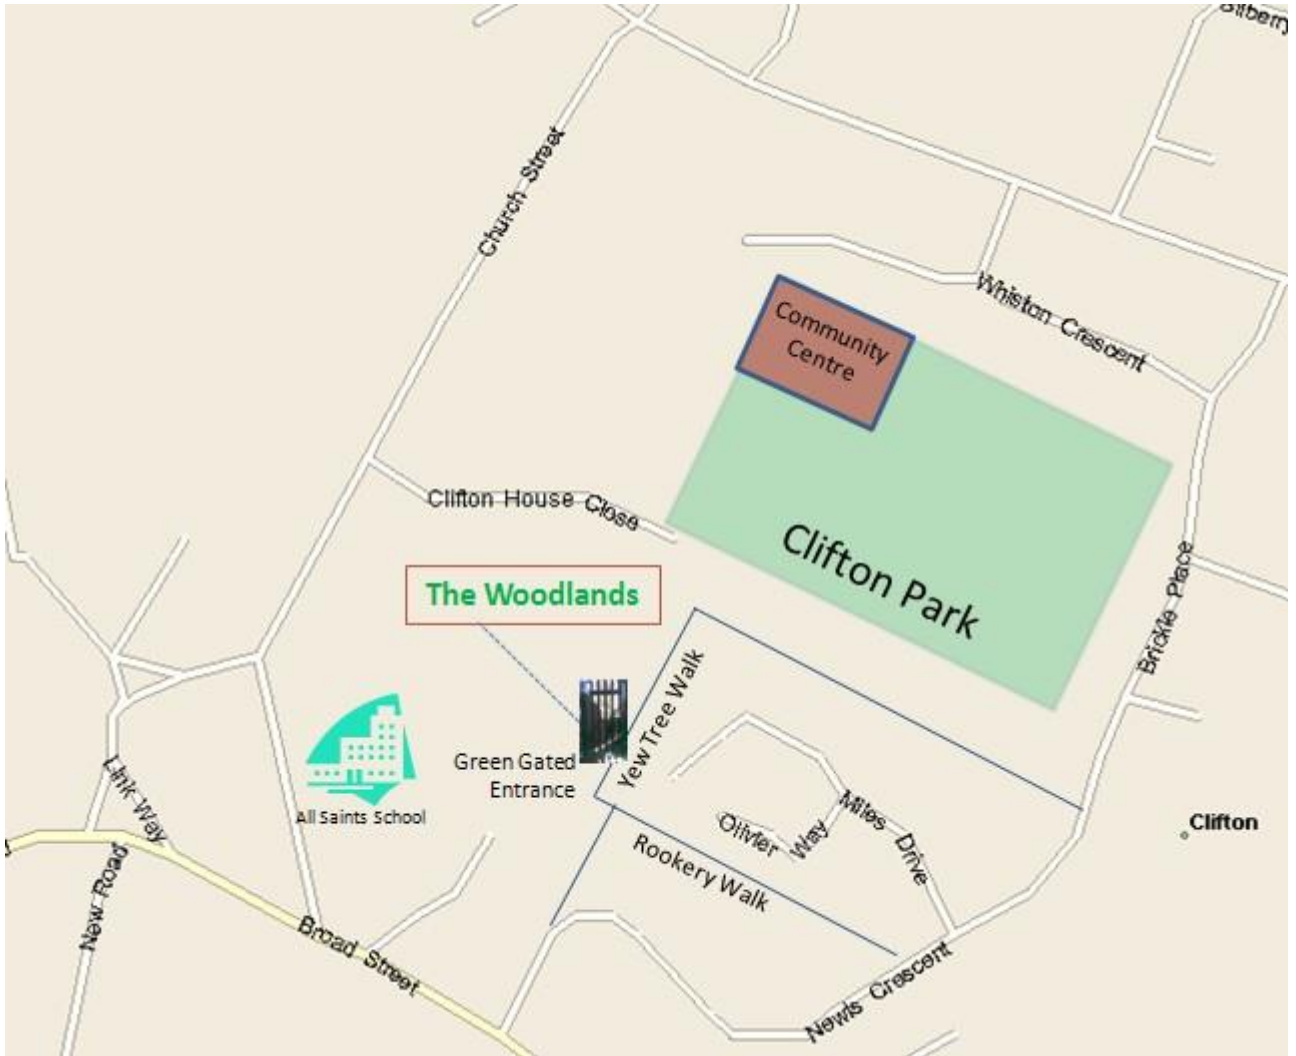 Church Street
Whiston Crescent
Community
Centre
Clifton House Close
Clifton Park
The Woodlands
Brickle Place
Yew Tree Walk
Green Gated
Entrance
All Saints School
Link Way
Miles Drive
Olivier Way
Clifton
Rookery Walk
New Road
Broad Street
Newis Crescent